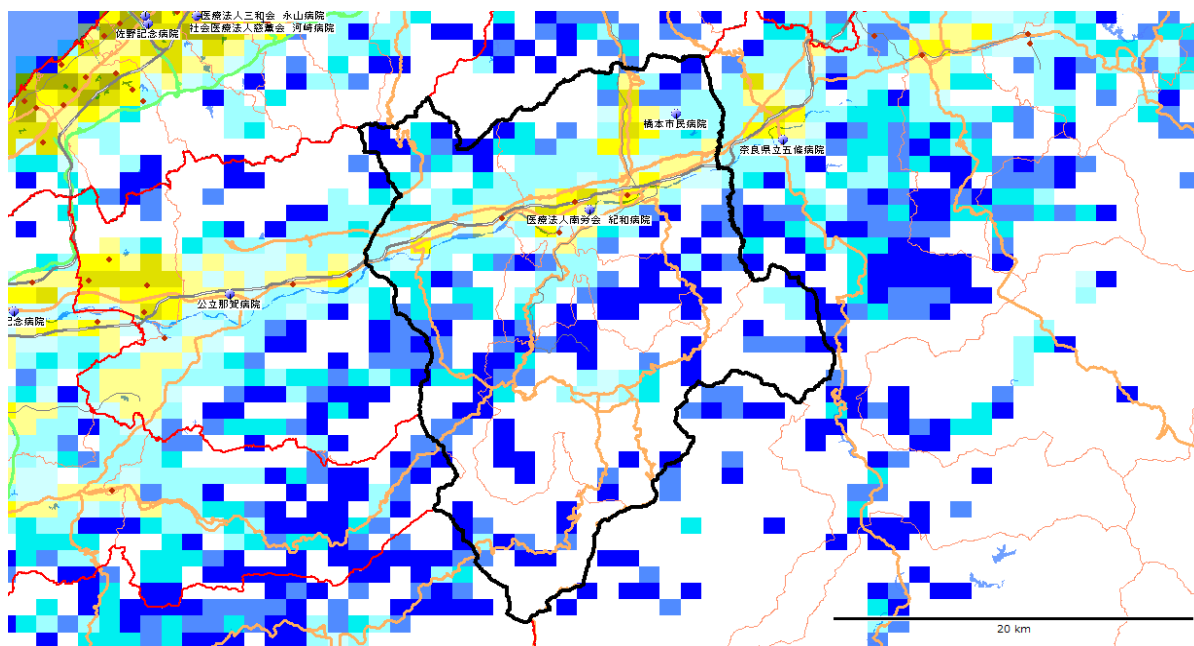 医療法人三和会 永山病院
佐野記念病院
社会医療法人慈薫会 河崎病院
橋本市民病院
奈良県立五條病院
医療法人南労会 紀和病院
公立那賀病院
記念病院
20 km